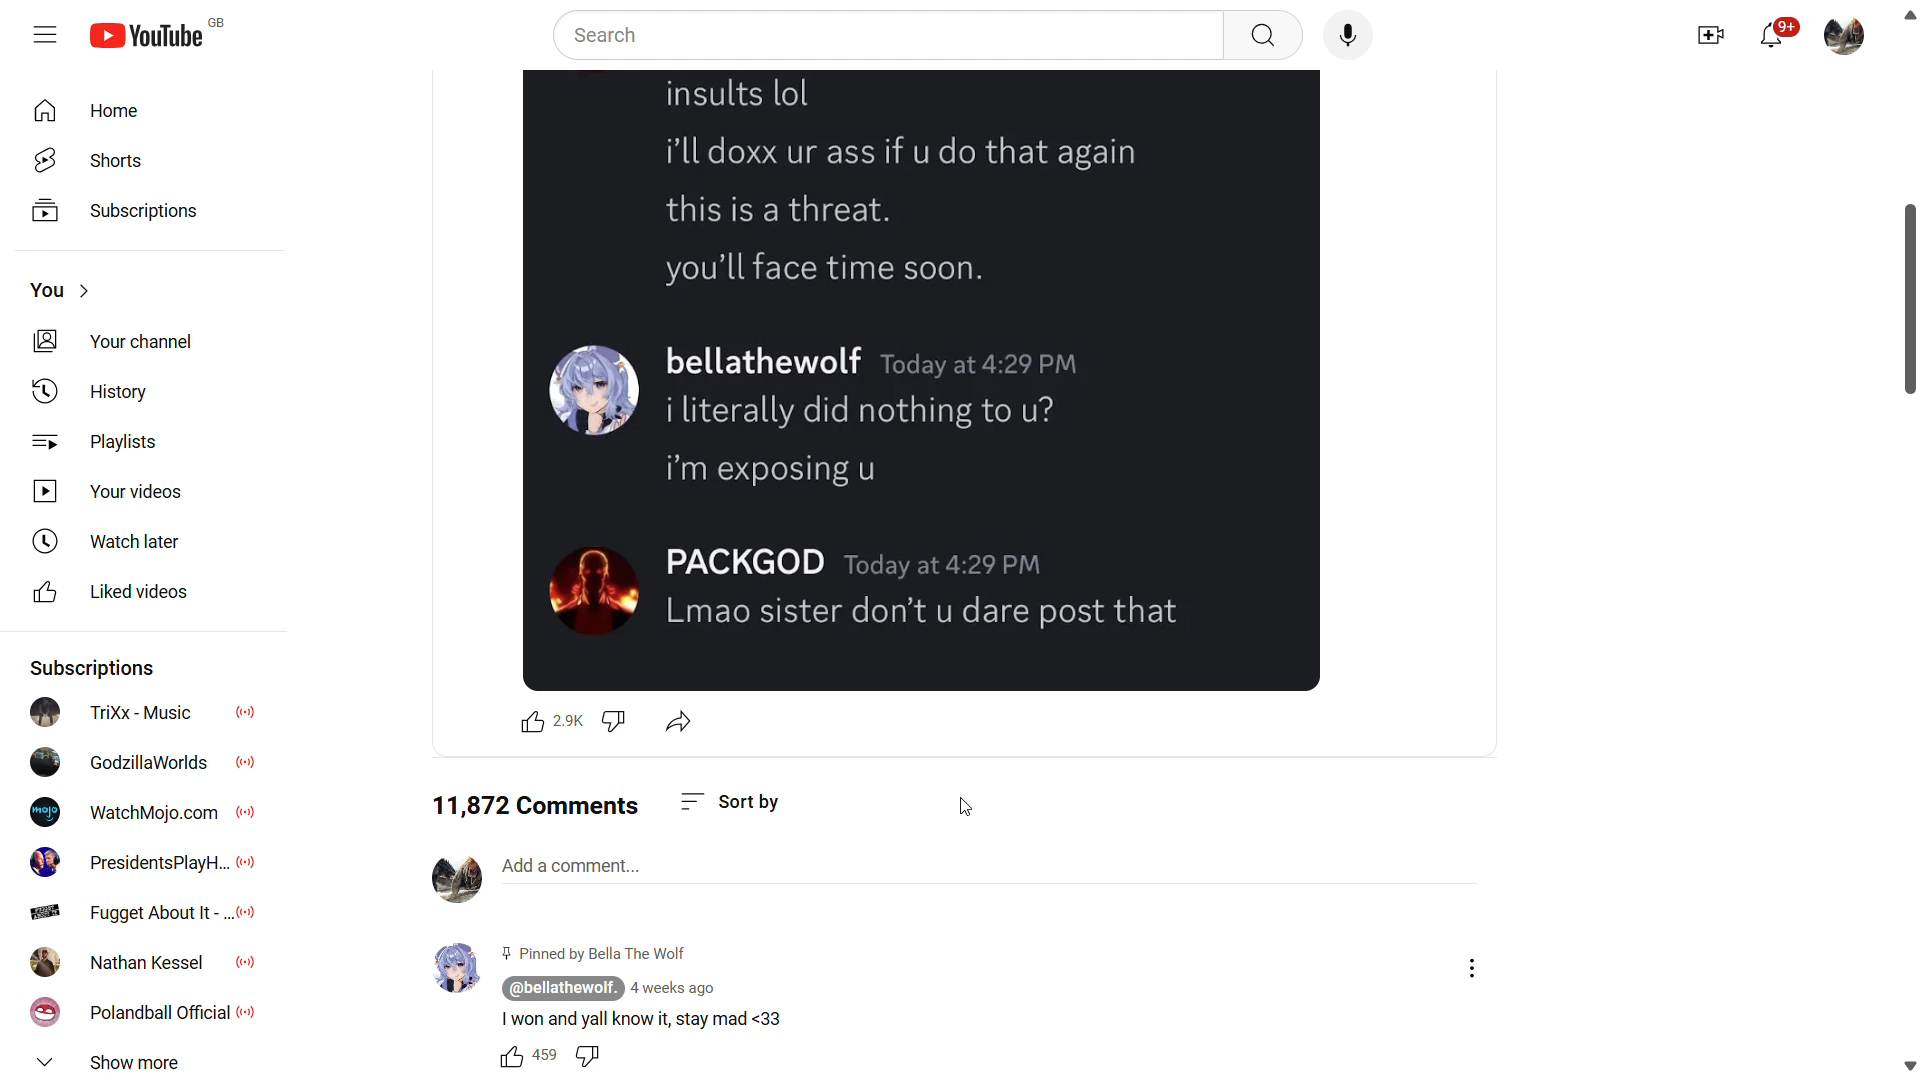 YouTube GB
Search
9+
Home
Shorts
Subscriptions
You
Your channel
History
Playlists
Your videos
Watch later
Liked videos
Subscriptions
TriXx - Music
GodzillaWorlds
mojo
WatchMojo.com
PresidentsPlayH...
Fugget About It - ...
Nathan Kessel
Polandball Official
Show more
insults lol
i’ll doxx ur ass if u do that again
this is a threat.
you’ll face time soon.
bellathewolf Today at 4:29 PM
i literally did nothing to u?
i’m exposing u
PACKGOD Today at 4:29 PM
Lmao sister don’t u dare post that
2.9K
11,872 Comments
Sort by
Add a comment...
Pinned by Bella The Wolf
@bellathewolf. 4 weeks ago
I won and yall know it, stay mad <33
459